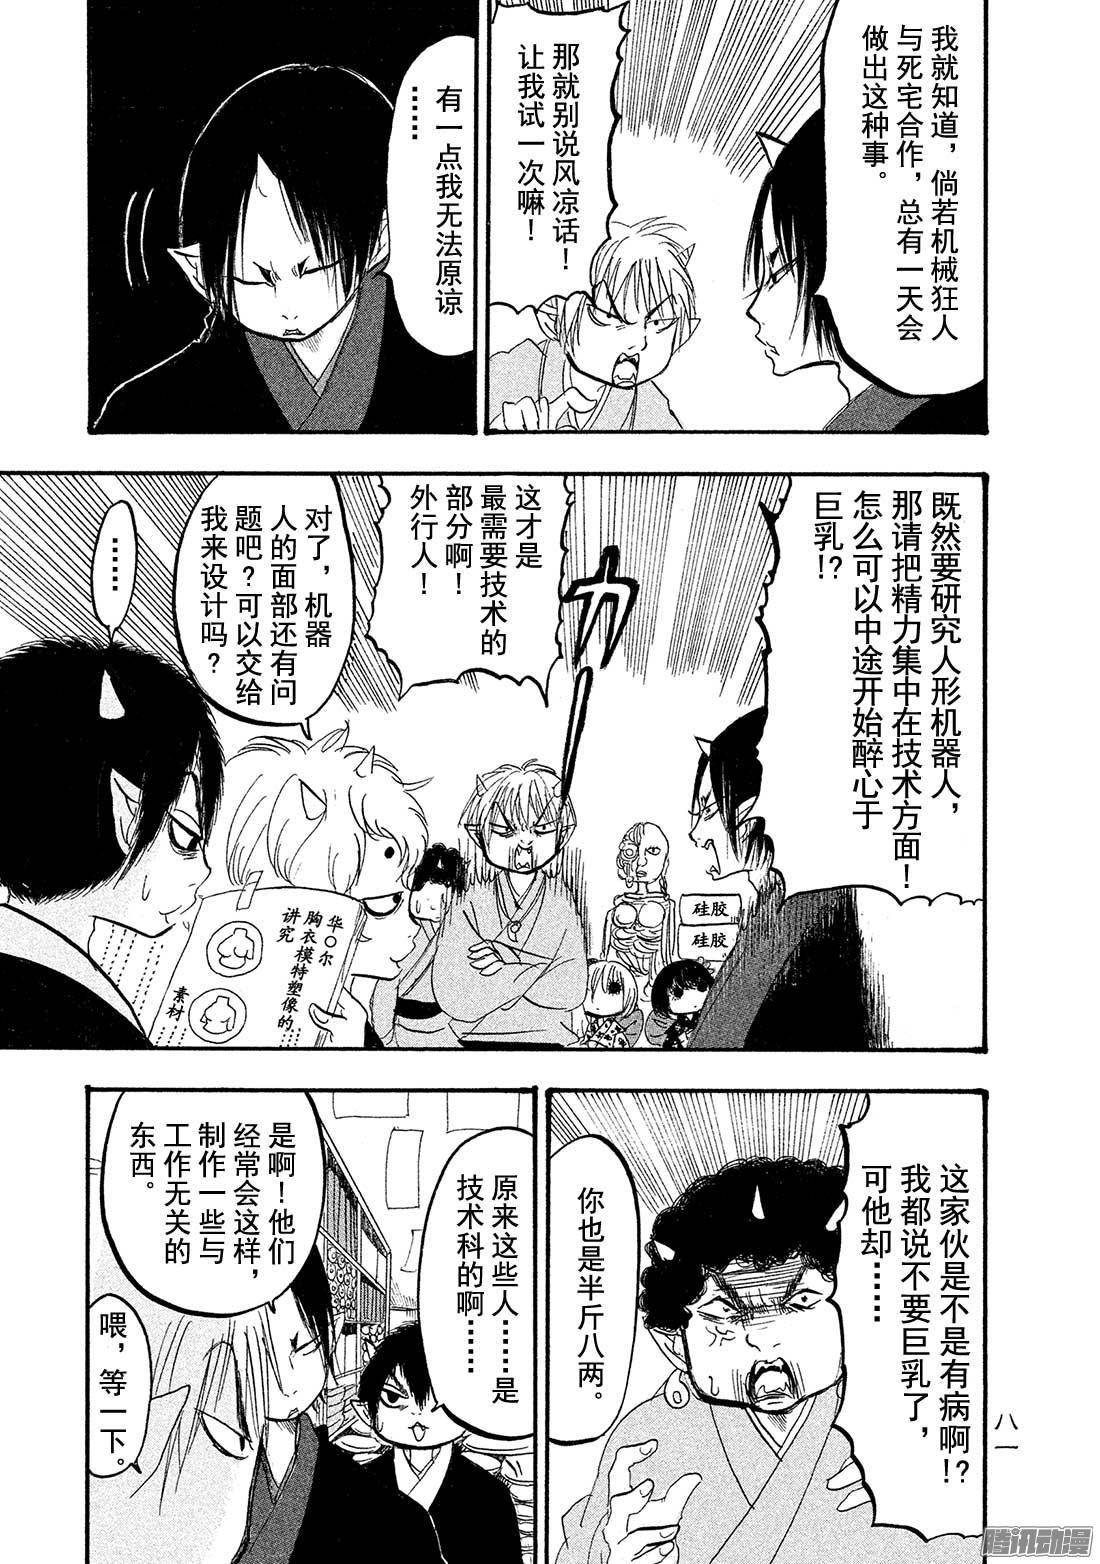 我就知道，倘若机械狂人
与死宅合作，总有一天会
做出这种事。
那就别说风凉话！
让我试一次嘛！
有一点我无法原谅
……
既然要研究人形机器人，
那请把精力集中在技术方面！
怎么可以中途开始醉心于
巨乳!?
カー
这才是
最需要技术的
部分啊！
外行人！
对了，机器
人的面部还有问
题吧？可以交给
我来设计吗？
……
硅胶
硅胶
华○尔
胸衣模特塑像的
讲究
素材
这家伙是不是有病啊!?
我都说不要巨乳了，
可他却……
你也是半斤八两。
原来这些人……是
技术科的啊……
是啊！他们
经常会这样，
制作一些与
工作无关的
东西。
喂，等一下。
八一
腾讯动漫